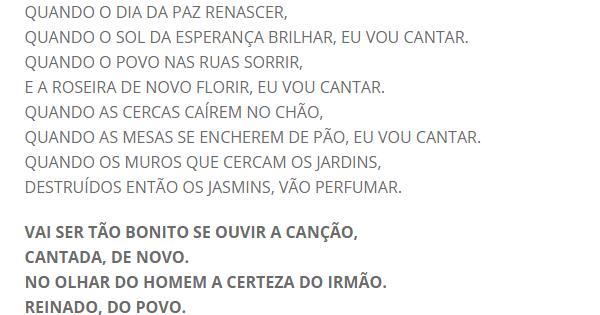 QUANDO O DIA DA PAZ RENASCER,
QUANDO O SOL DA ESPERANÇA BRILHAR, EU VOU CANTAR.
QUANDO O POVO NAS RUAS SORRIR,
E A ROSEIRA DE NOVO FLORIR, EU VOU CANTAR.
QUANDO AS CERCAS CAÍREM NO CHÃO,
QUANDO AS MESAS SE ENCHEREM DE PÃO, EU VOU CANTAR.
QUANDO OS MUROS QUE CERCAM OS JARDINS,
DESTRUÍDOS ENTÃO OS JASMINS, VÃO PERFUMAR.
VAI SER TÃO BONITO SE OUVIR A CANÇÃO,
CANTADA, DE NOVO.
NO OLHAR DO HOMEM A CERTEZA DO IRMÃO.
REINADO, DO POVO.